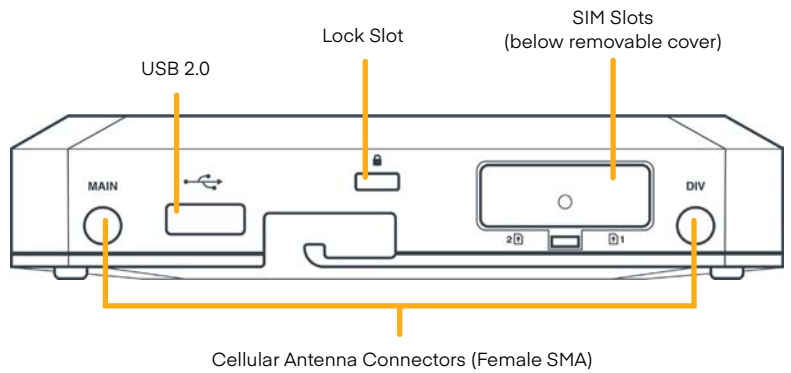 SIM Slots
(below removable cover)
Lock Slot
USB 2.0
MAIN
DIV
2
1
Cellular Antenna Connectors (Female SMA)